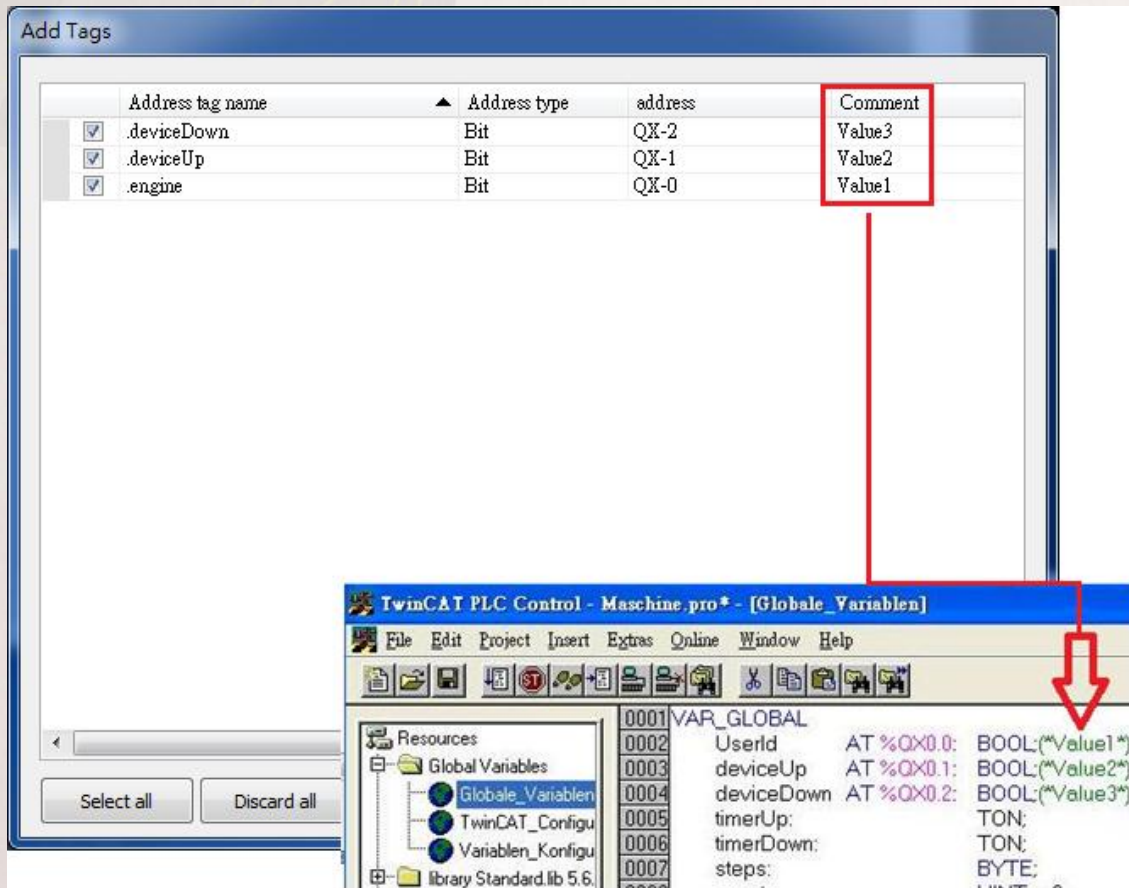 Add Tags
Address tag name Address type address Comment
.deviceDown Bit QX-2 Value3
.deviceUp Bit QX-1 Value2
.engine Bit QX-0 Value1
Select all Discard all
TwinCAT PLC Control - Maschine.pro* - [Globale_Variablen]
File Edit Project Insert Extras Online Window Help
Resources
Global Variables
Globale_Variablen
TwinCAT_Configu
Variablen_Konfigu
library Standard.lib 5.6.
0001 VAR_GLOBAL
0002 UserId AT %QX0.0: BOOL;(*Value1*)
0003 deviceUp AT %QX0.1: BOOL;(*Value2*)
0004 deviceDown AT %QX0.2: BOOL;(*Value3*)
0005 timerUp: TON;
0006 timerDown: TON;
0007 steps: BYTE;